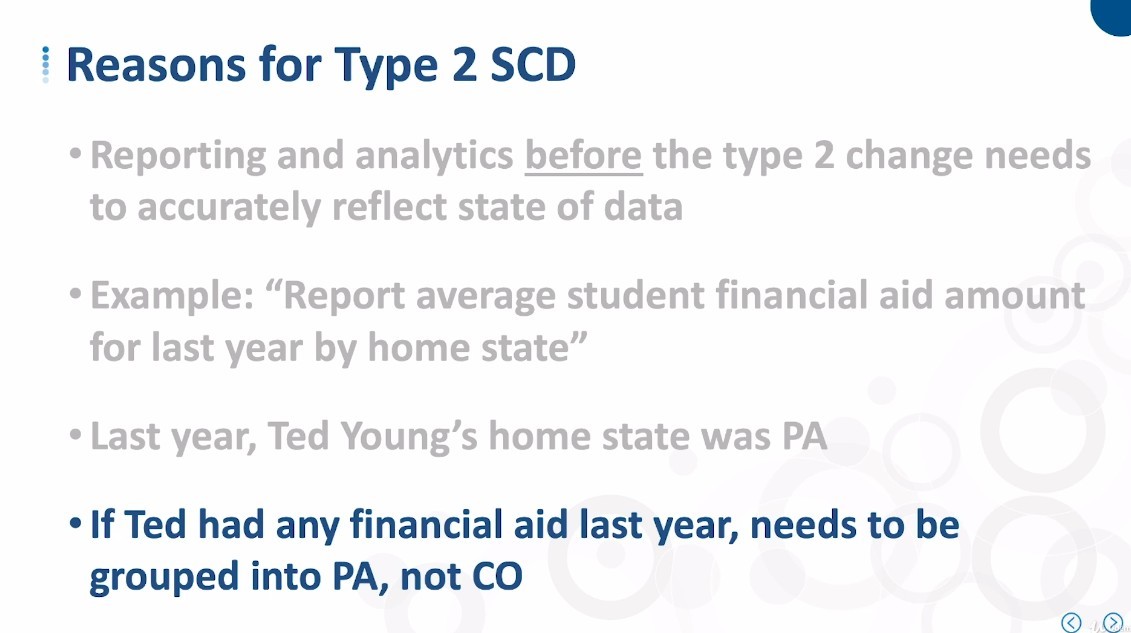 Reasons for Type 2 SCD
• Reporting and analytics before the type 2 change needs
to accurately reflect state of data
• Example: “Report average student financial aid amount
for last year by home state”
• Last year, Ted Young’s home state was PA
• If Ted had any financial aid last year, needs to be
grouped into PA, not CO